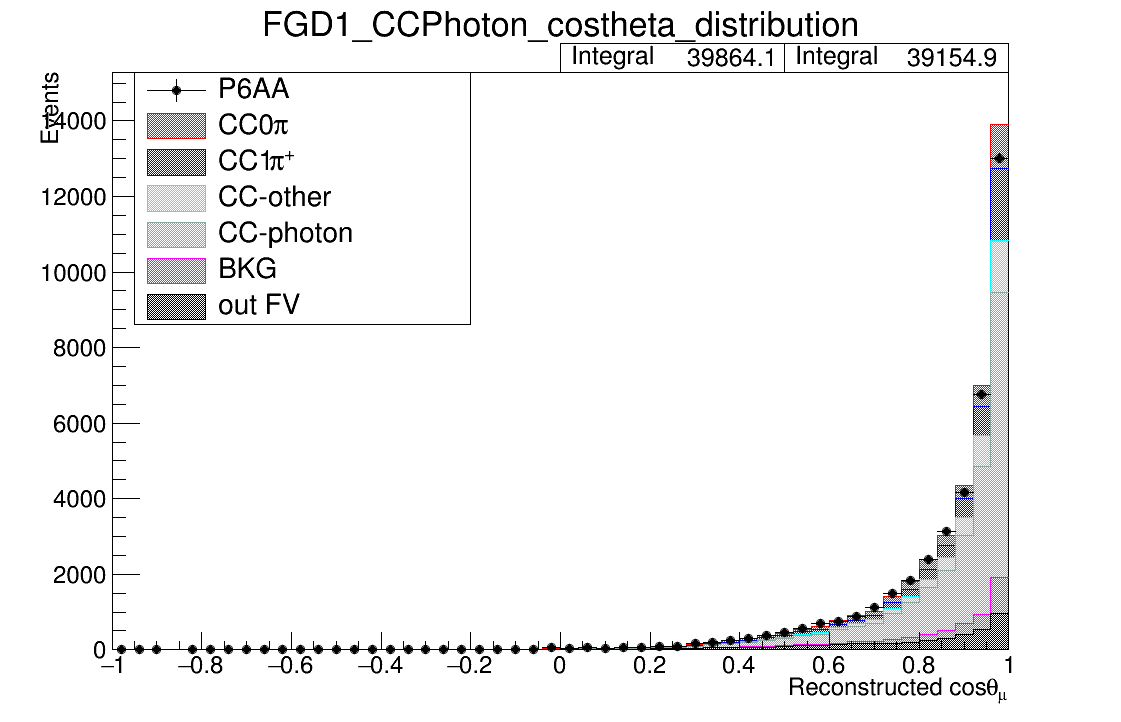 FGD1_CCPhoton_costheta_distribution
Integral 39864.1 Integral 39154.9
Events
P6AA
CC0π
CC1π⁺
CC-other
CC-photon
BKG
out FV
14000
12000
10000
8000
6000
4000
2000
0
−1 −0.8 −0.6 −0.4 −0.2 0 0.2 0.4 0.6 0.8 1
Reconstructed cosθμ